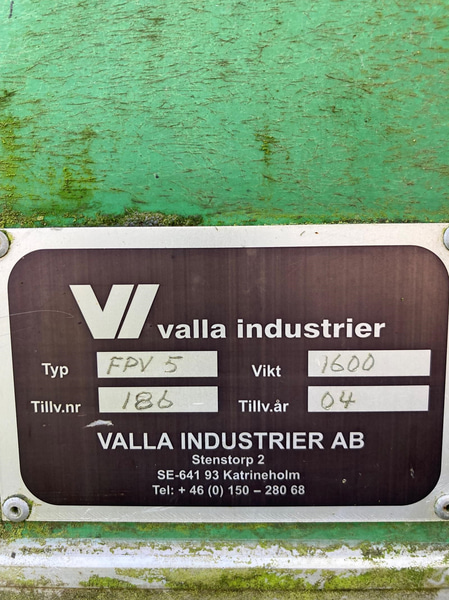 VI valla industrier
Typ FPV 5 Vikt 1600
Tillv.nr 186 Tillv.år 04
VALLA INDUSTRIER AB
Stenstorp 2
SE-641 93 Katrineholm
Tel: + 46 (0) 150 – 280 68